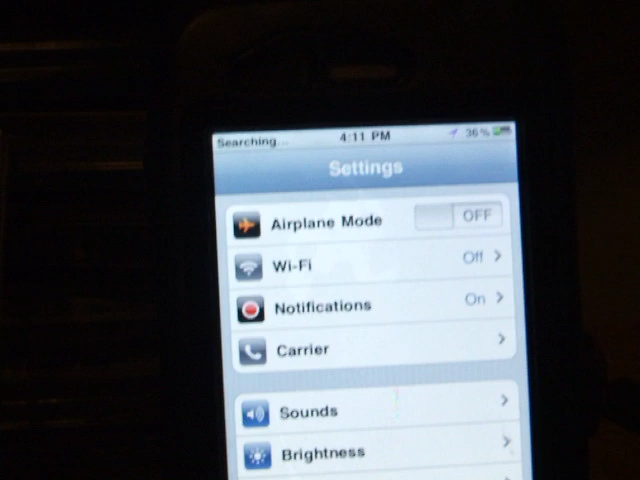 Searching... 4:11 PM 36%
Settings
Airplane Mode OFF
Wi-Fi Off
Notifications On
Carrier
Sounds
Brightness